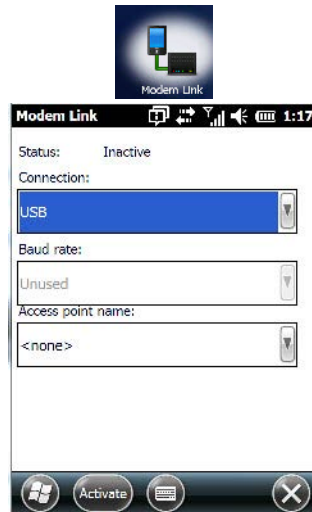 Modem Link
Modem Link 1:17
Status: Inactive
Connection:
USB
Baud rate:
Unused
Access point name:
<none>
Activate